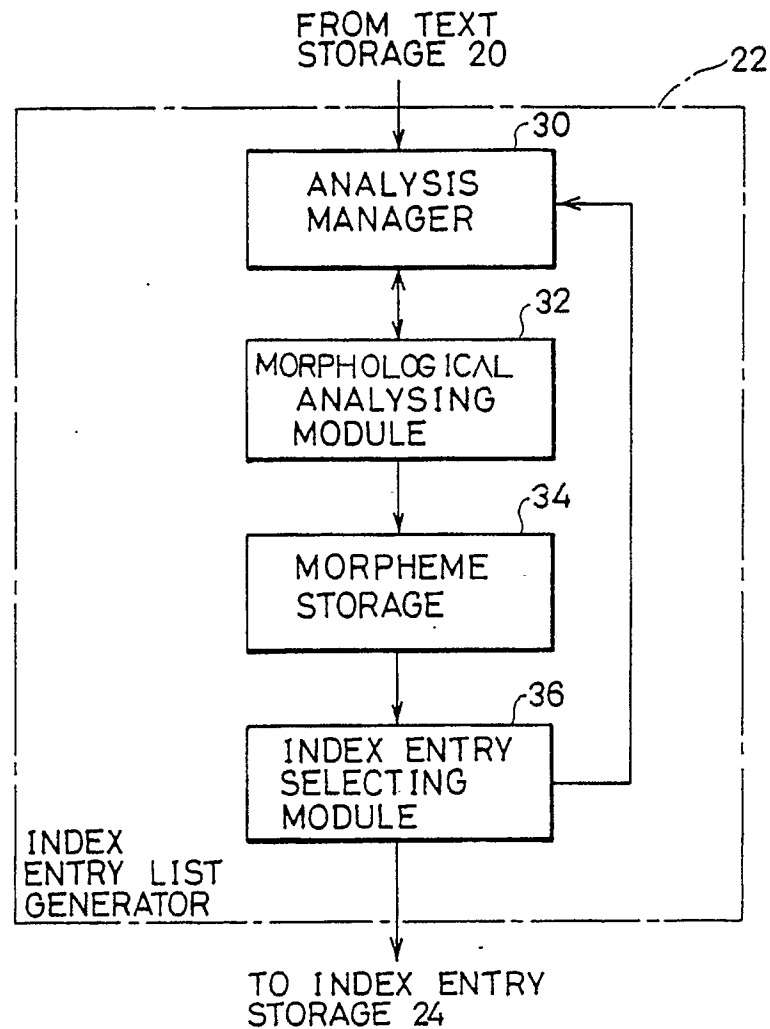 FROM TEXT
STORAGE 20
22
30
ANALYSIS
MANAGER
32
MORPHOLOGICAL
ANALYSING
MODULE
34
MORPHEME
STORAGE
36
INDEX ENTRY
SELECTING
MODULE
INDEX
ENTRY LIST
GENERATOR
TO INDEX ENTRY
STORAGE 24